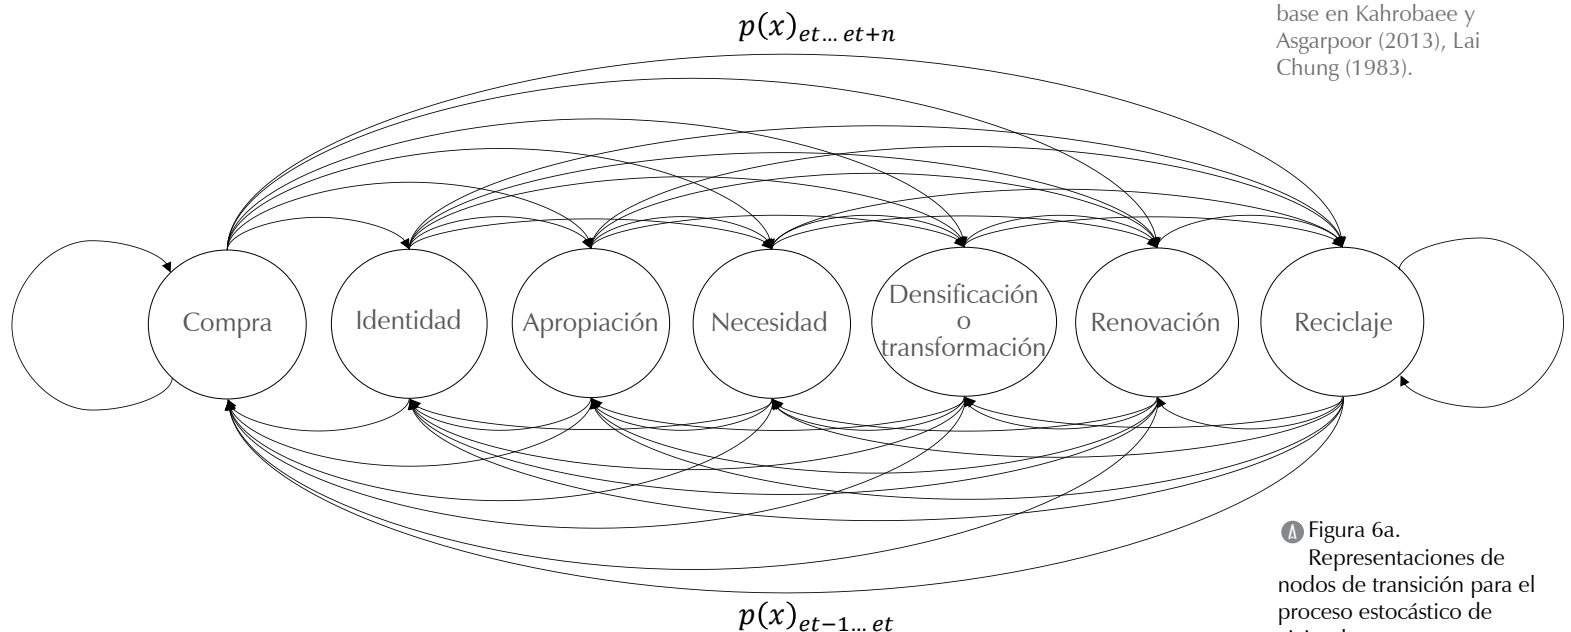 base en Kahrobaee y
Asgarpoor (2013), Lai
Chung (1983).
p(x)et… et+n
Compra
Identidad
Apropiación
Necesidad
Densificación
o
transformación
Renovación
Reciclaje
p(x)et−1… et
Figura 6a.
Representaciones de
nodos de transición para el
proceso estocástico de